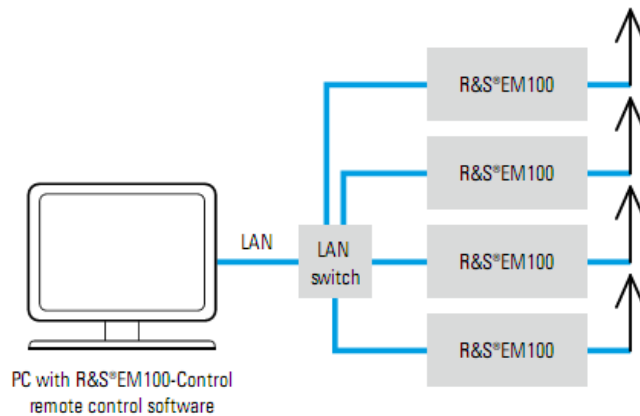 R&S®EM100
R&S®EM100
LAN
LAN
switch
R&S®EM100
R&S®EM100
PC with R&S®EM100-Control
remote control software